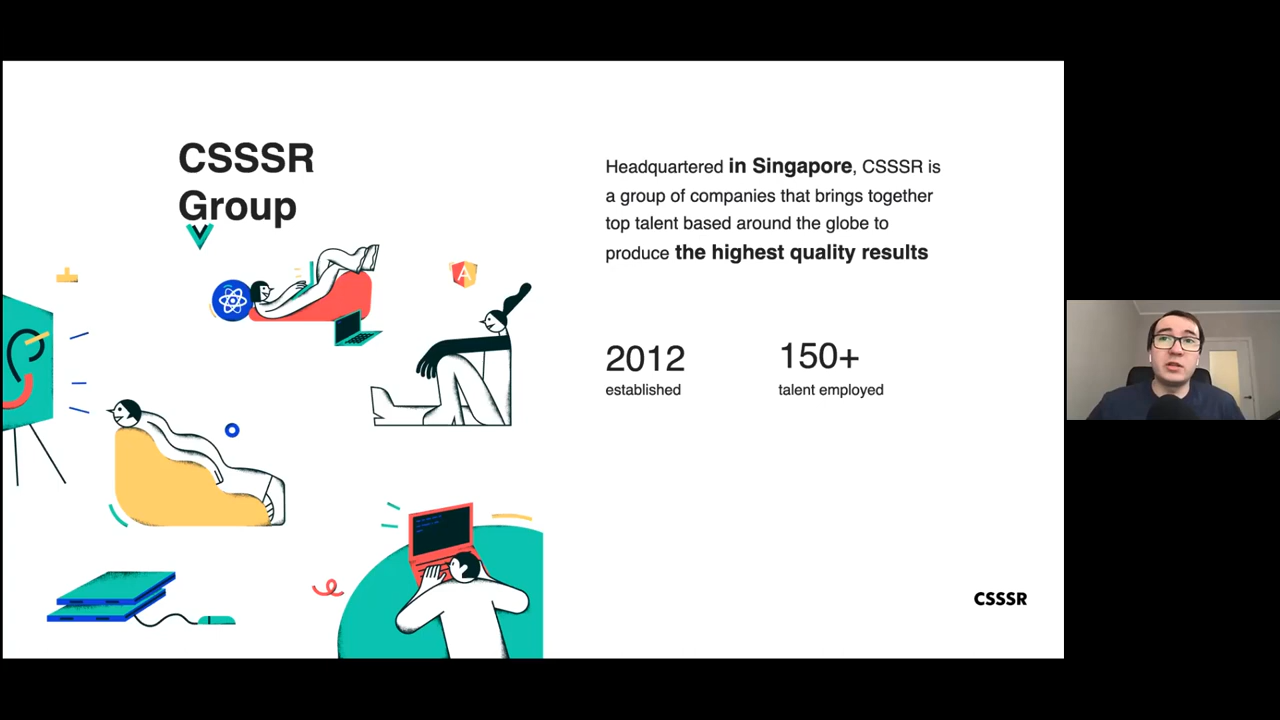 CSSSR
Group
Headquartered in Singapore, CSSSR is
a group of companies that brings together
top talent based around the globe to
produce the highest quality results
2012
established
150+
talent employed
A
CSSSR